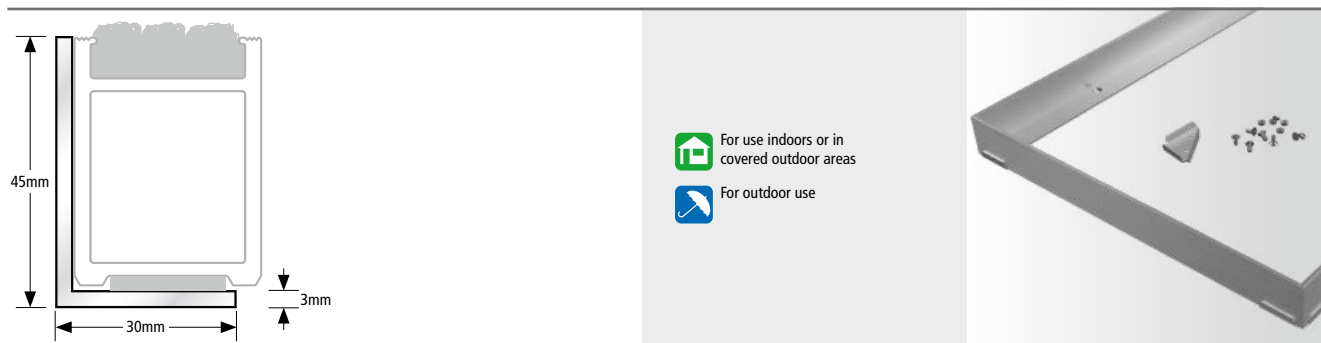 45mm
3mm
30mm
For use indoors or in
covered outdoor areas
For outdoor use